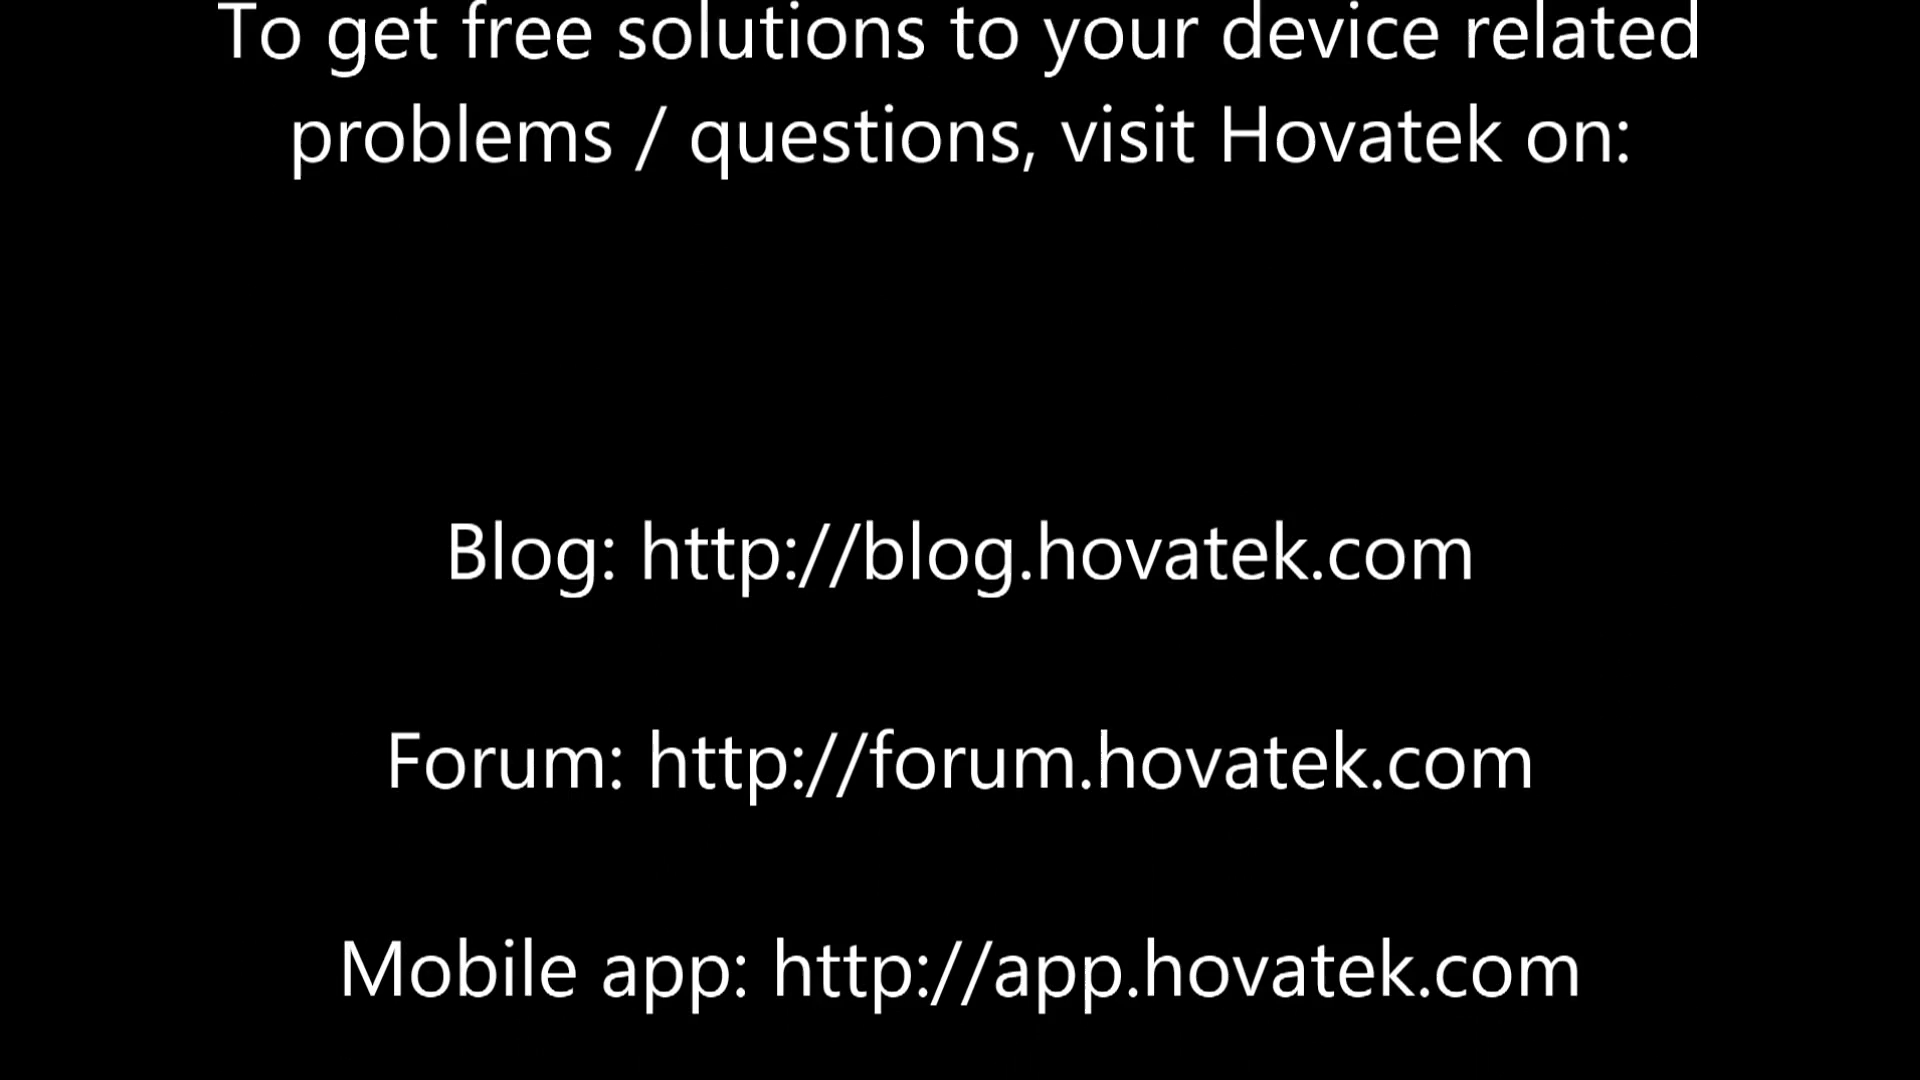 To get free solutions to your device related
problems / questions, visit Hovatek on:
Blog: http://blog.hovatek.com
Forum: http://forum.hovatek.com
Mobile app: http://app.hovatek.com